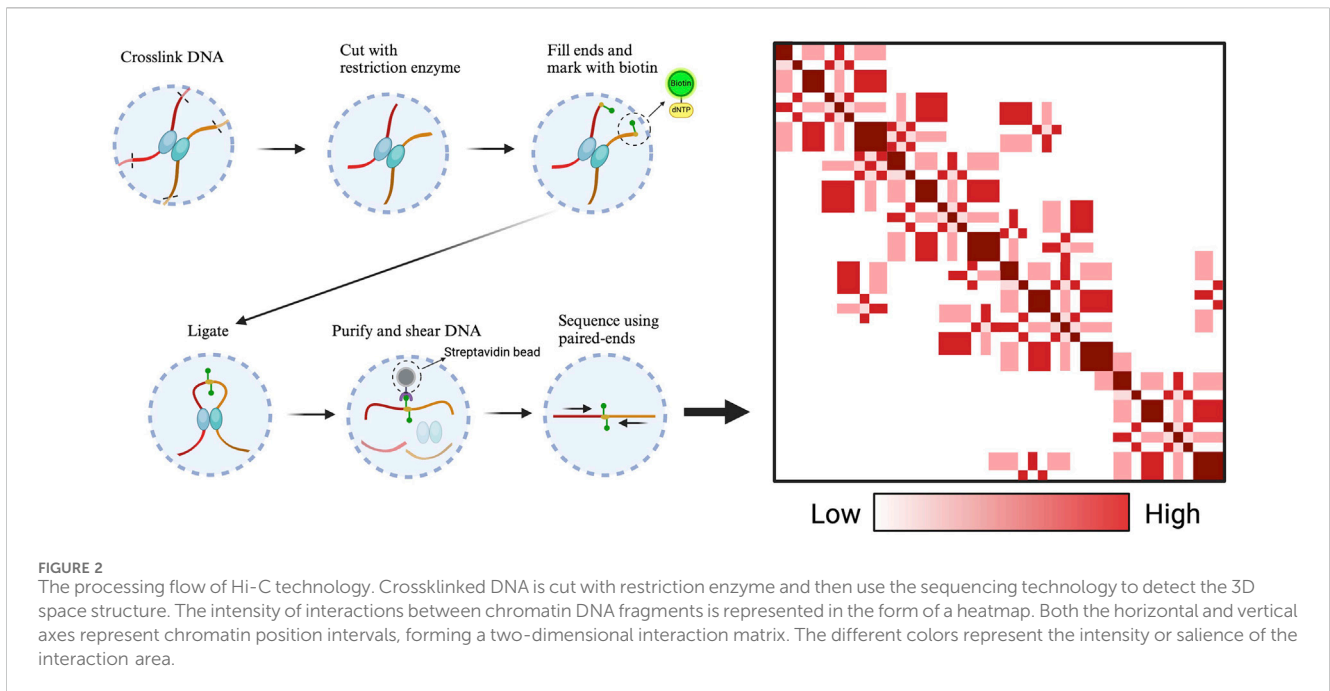 Crosslink DNA
Cut with
restriction enzyme
Fill ends and
mark with biotin
Biotin
dNTP
Ligate
Purify and shear DNA
Streptavidin bead
Sequence using
paired-ends
Low
High
FIGURE 2
The processing flow of Hi-C technology. Crossklinked DNA is cut with restriction enzyme and then use the sequencing technology to detect the 3D
space structure. The intensity of interactions between chromatin DNA fragments is represented in the form of a heatmap. Both the horizontal and vertical
axes represent chromatin position intervals, forming a two-dimensional interaction matrix. The different colors represent the intensity or salience of the
interaction area.